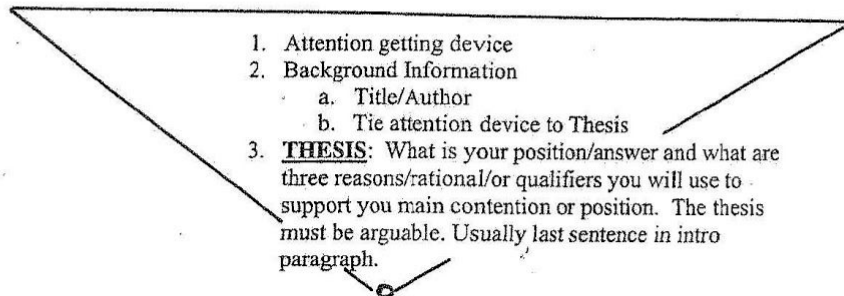 1. Attention getting device
2. Background Information
a. Title/Author
b. Tie attention device to Thesis
3. THESIS: What is your position/answer and what are
three reasons/rational/or qualifiers you will use to
support you main contention or position. The thesis
must be arguable. Usually last sentence in intro
paragraph.